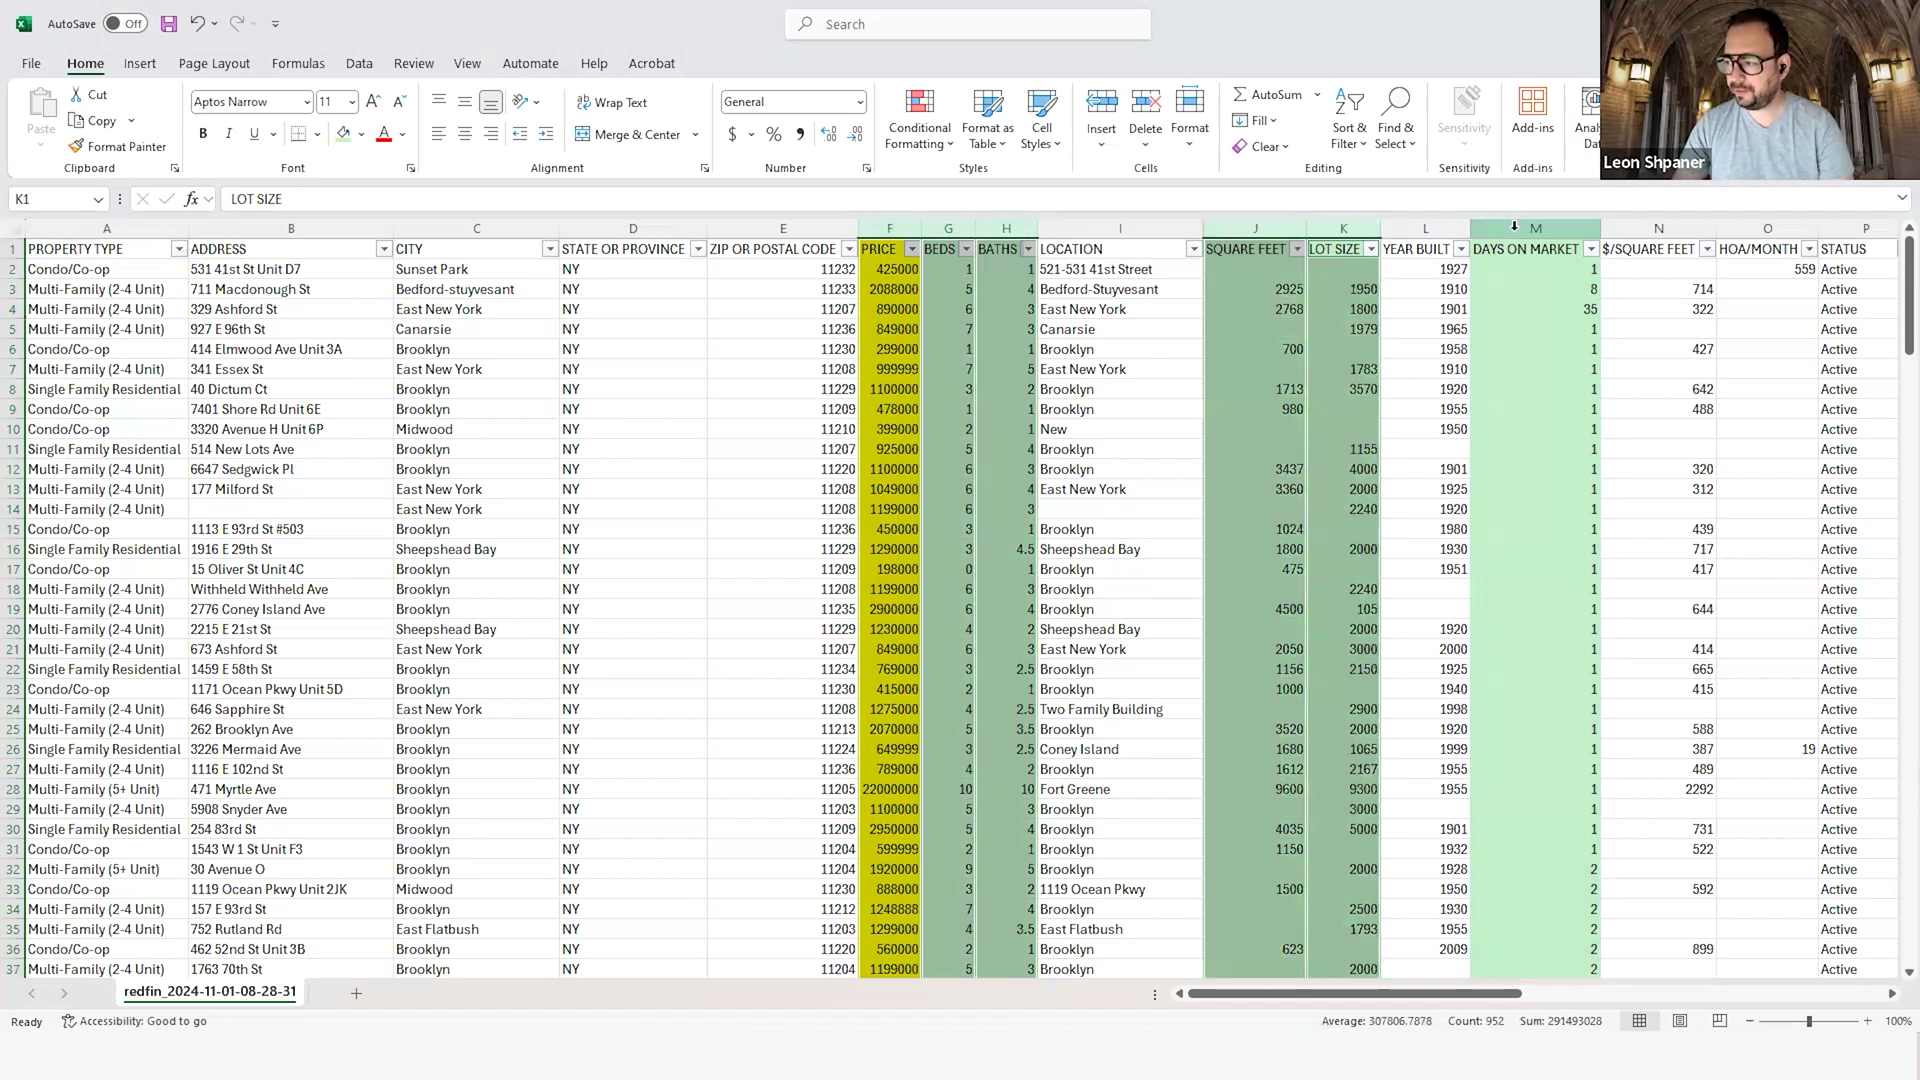 AutoSave Off Search
File Home Insert Page Layout Formulas Data Review View Automate Help Acrobat
Paste Cut Copy Format Painter Clipboard
Aptos Narrow 11 B I U Font
Wrap Text Merge & Center Alignment
General $ % Number
Conditional Formatting Format as Table Cell Styles Styles
Insert Delete Format Cells
AutoSum Fill Clear Sort & Filter Find & Select Editing
Sensitivity Sensitivity
Add-ins Add-ins
Leon Shpaner
K1 fx LOT SIZE
A B C D E F G H I J K L M N O P
1 PROPERTY TYPE ADDRESS CITY STATE OR PROVINCE ZIP OR POSTAL CODE PRICE BEDS BATHS LOCATION SQUARE FEET LOT SIZE YEAR BUILT DAYS ON MARKET $/SQUARE FEET HOA/MONTH STATUS
2 Condo/Co-op 531 41st St Unit D7 Sunset Park NY 11232 425000 1 1 521-531 41st Street 1927 1 559 Active
3 Multi-Family (2-4 Unit) 711 Macdonough St Bedford-stuyvesant NY 11233 2088000 5 4 Bedford-Stuyvesant 2925 1950 1910 8 714 Active
4 Multi-Family (2-4 Unit) 329 Ashford St East New York NY 11207 890000 6 3 East New York 2768 1800 1901 35 322 Active
5 Multi-Family (2-4 Unit) 927 E 96th St Canarsie NY 11236 849000 7 3 Canarsie 1979 1965 1 Active
6 Condo/Co-op 414 Elmwood Ave Unit 3A Brooklyn NY 11230 299000 1 1 Brooklyn 700 1958 1 427 Active
7 Multi-Family (2-4 Unit) 341 Essex St East New York NY 11208 999999 7 5 East New York 1783 1910 1 Active
8 Single Family Residential 40 Dictum Ct Brooklyn NY 11229 1100000 3 2 Brooklyn 1713 3570 1920 1 642 Active
9 Condo/Co-op 7401 Shore Rd Unit 6E Brooklyn NY 11209 478000 1 1 Brooklyn 980 1955 1 488 Active
10 Condo/Co-op 3320 Avenue H Unit 6P Midwood NY 11210 399000 2 1 New 1950 1 Active
11 Single Family Residential 514 New Lots Ave Brooklyn NY 11207 925000 5 4 Brooklyn 1155 1 Active
12 Multi-Family (2-4 Unit) 6647 Sedgwick Pl Brooklyn NY 11220 1100000 6 3 Brooklyn 3437 4000 1901 1 320 Active
13 Multi-Family (2-4 Unit) 177 Milford St East New York NY 11208 1049000 6 4 East New York 3360 2000 1925 1 312 Active
14 Multi-Family (2-4 Unit) East New York NY 11208 1199000 6 3 2240 1920 1 Active
15 Condo/Co-op 1113 E 93rd St #503 Brooklyn NY 11236 450000 3 1 Brooklyn 1024 1980 1 439 Active
16 Single Family Residential 1916 E 29th St Sheepshead Bay NY 11229 1290000 3 4.5 Sheepshead Bay 1800 2000 1930 1 717 Active
17 Condo/Co-op 15 Oliver St Unit 4C Brooklyn NY 11209 198000 0 1 Brooklyn 475 1951 1 417 Active
18 Multi-Family (2-4 Unit) Withheld Withheld Ave Brooklyn NY 11208 1199000 6 3 Brooklyn 2240 1 Active
19 Multi-Family (2-4 Unit) 2776 Coney Island Ave Brooklyn NY 11235 2900000 6 4 Brooklyn 4500 105 1 644 Active
20 Multi-Family (2-4 Unit) 2215 E 21st St Sheepshead Bay NY 11229 1230000 4 2 Sheepshead Bay 2000 1920 1 Active
21 Multi-Family (2-4 Unit) 673 Ashford St East New York NY 11207 849000 6 3 East New York 2050 3000 2000 1 414 Active
22 Single Family Residential 1459 E 58th St Brooklyn NY 11234 769000 3 2.5 Brooklyn 1156 2150 1925 1 665 Active
23 Condo/Co-op 1171 Ocean Pkwy Unit 5D Brooklyn NY 11230 415000 2 1 Brooklyn 1000 1940 1 415 Active
24 Multi-Family (2-4 Unit) 646 Sapphire St East New York NY 11208 1275000 4 2.5 Two Family Building 2900 1998 1 Active
25 Multi-Family (2-4 Unit) 262 Brooklyn Ave Brooklyn NY 11213 2070000 5 3.5 Brooklyn 3520 2000 1920 1 588 Active
26 Single Family Residential 3226 Mermaid Ave Brooklyn NY 11224 649999 3 2.5 Coney Island 1680 1065 1999 1 387 19 Active
27 Multi-Family (2-4 Unit) 1116 E 102nd St Brooklyn NY 11236 789000 4 2 Brooklyn 1612 2167 1955 1 489 Active
28 Multi-Family (5+ Unit) 471 Myrtle Ave Brooklyn NY 11205 22000000 10 10 Fort Greene 9600 9300 1955 1 2292 Active
29 Multi-Family (2-4 Unit) 5908 Snyder Ave Brooklyn NY 11203 1100000 5 3 Brooklyn 3000 1 Active
30 Single Family Residential 254 83rd St Brooklyn NY 11209 2950000 5 4 Brooklyn 4035 5000 1901 1 731 Active
31 Condo/Co-op 1543 W 1 St Unit F3 Brooklyn NY 11204 599999 2 1 Brooklyn 1150 1932 1 522 Active
32 Multi-Family (5+ Unit) 30 Avenue O Brooklyn NY 11204 1920000 9 5 Brooklyn 2000 1928 2 Active
33 Condo/Co-op 1119 Ocean Pkwy Unit 2JK Midwood NY 11230 888000 3 2 1119 Ocean Pkwy 1500 1950 2 592 Active
34 Multi-Family (2-4 Unit) 157 E 93rd St Brooklyn NY 11212 1248888 7 4 Brooklyn 2500 1930 2 Active
35 Multi-Family (2-4 Unit) 752 Rutland Rd East Flatbush NY 11203 1299000 4 3.5 East Flatbush 1793 1955 2 Active
36 Condo/Co-op 462 52nd St Unit 3B Brooklyn NY 11220 560000 2 1 Brooklyn 623 2009 2 899 Active
37 Multi-Family (2-4 Unit) 1763 70th St Brooklyn NY 11204 1199000 5 3 Brooklyn 2000 2 Active
redfin_2024-11-01-08-28-31
Ready Accessibility: Good to go Average: 307806.7878 Count: 952 Sum: 291493028 100%